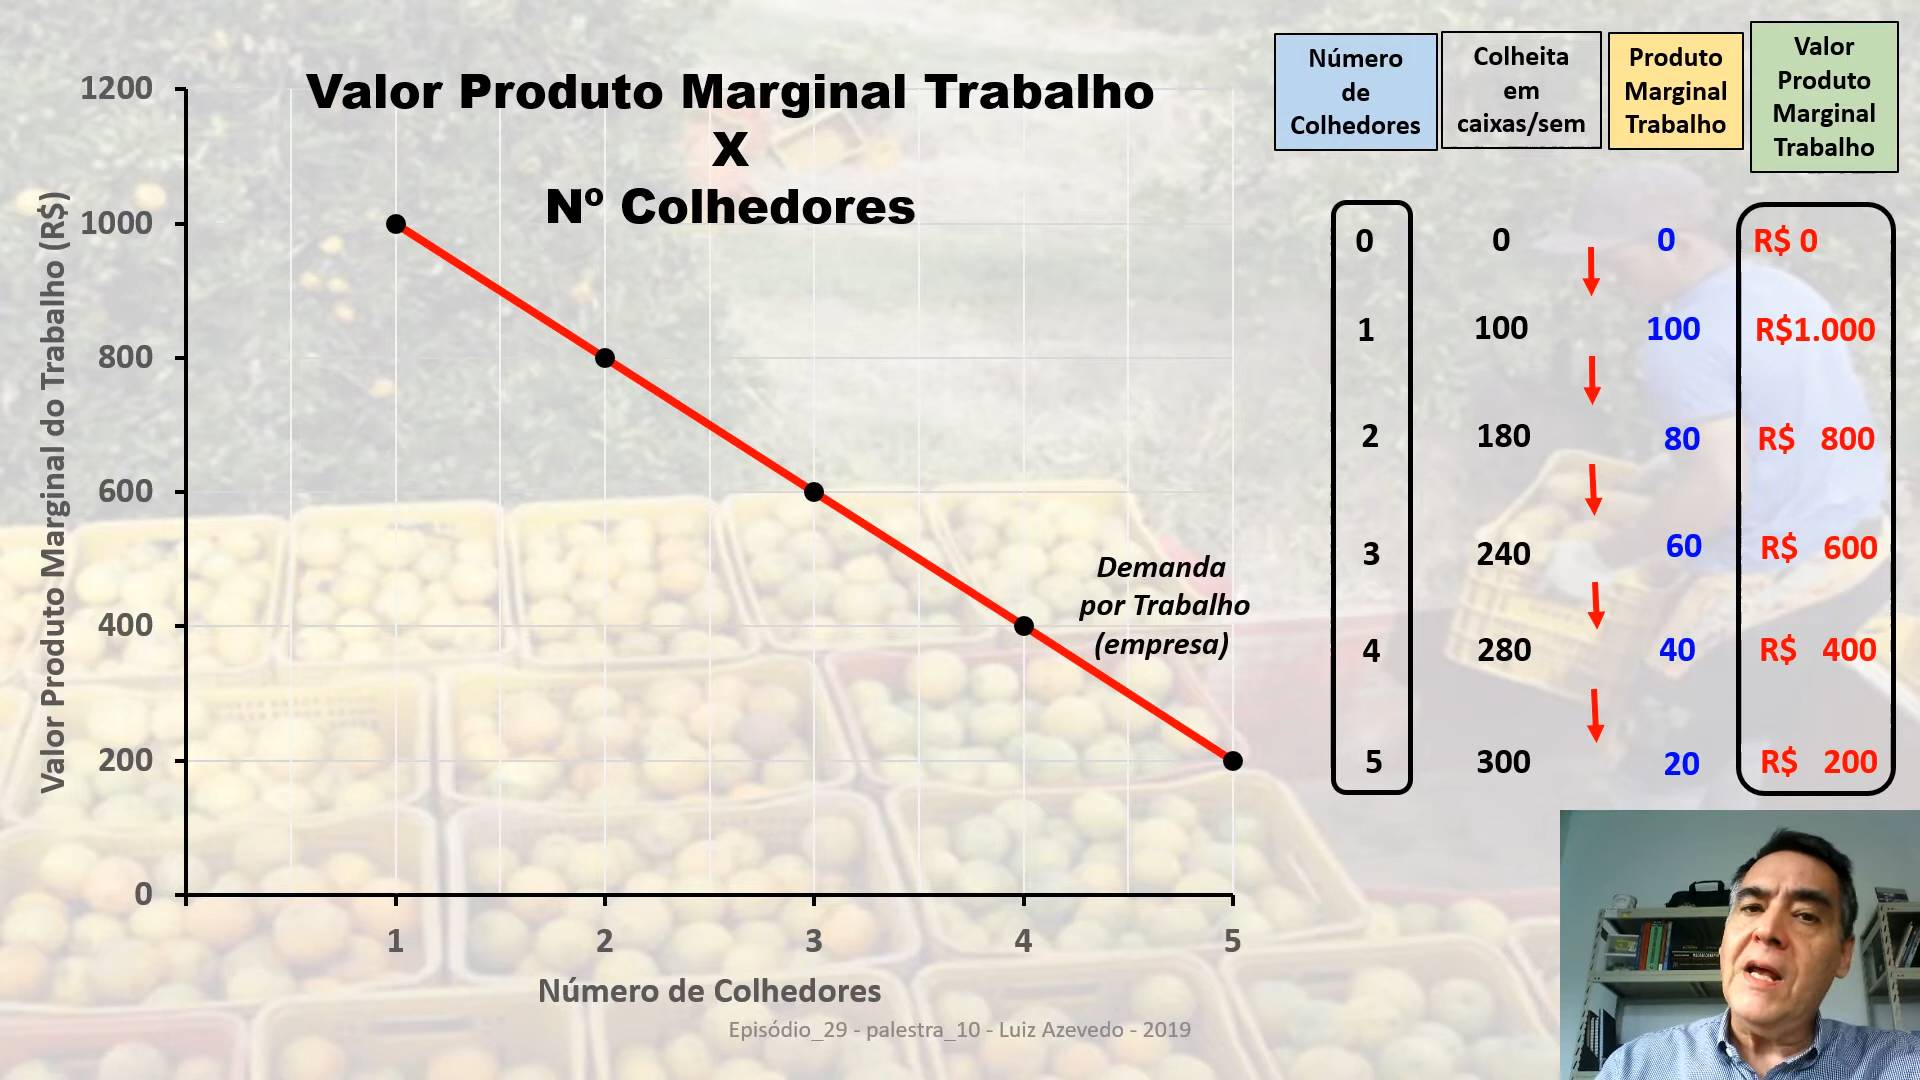 Valor Produto Marginal Trabalho
X
Nº Colhedores
Valor Produto Marginal do Trabalho (R$)
1200
1000
800
600
400
200
0
1 2 3 4 5
Número de Colhedores
Demanda
por Trabalho
(empresa)
Número
de
Colhedores
Colheita
em
caixas/sem
Produto
Marginal
Trabalho
Valor
Produto
Marginal
Trabalho
0 0 0 R$ 0
1 100 100 R$1.000
2 180 80 R$ 800
3 240 60 R$ 600
4 280 40 R$ 400
5 300 20 R$ 200
Episódio_29 - palestra_10 - Luiz Azevedo - 2019